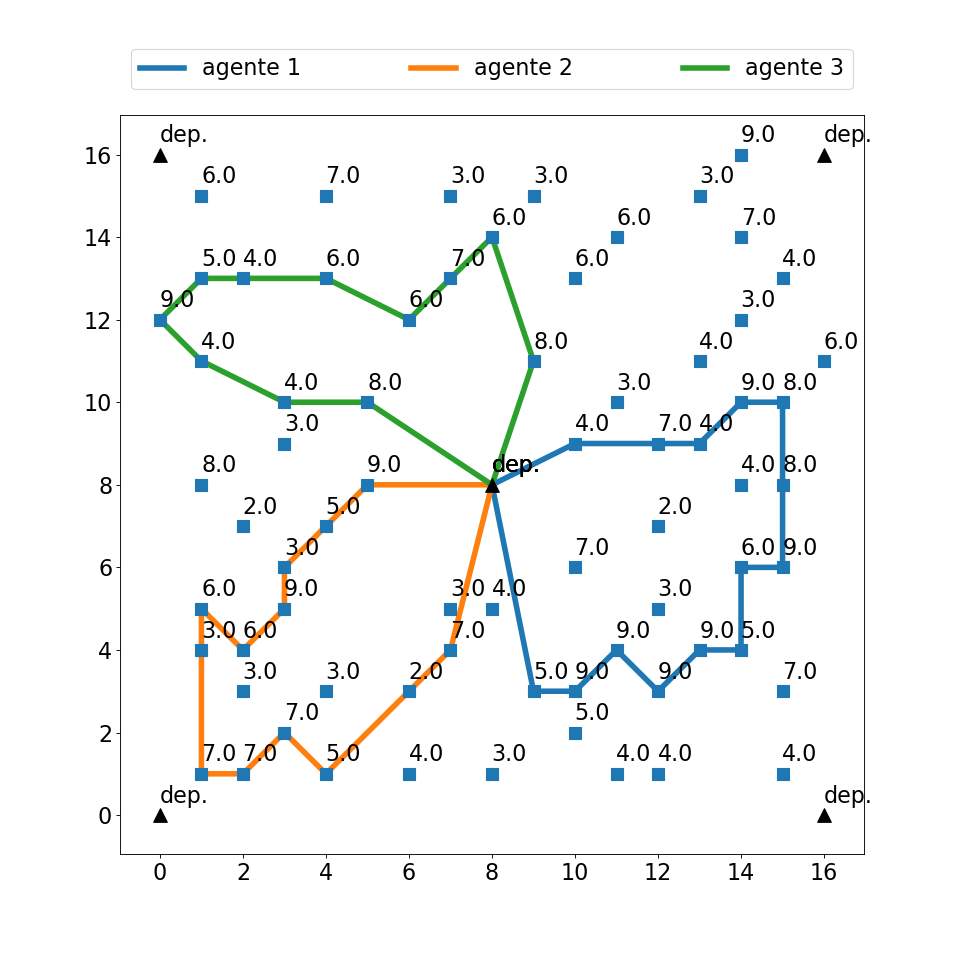 agente 1 agente 2 agente 3
dep. 9.0 dep.
16
6.0 7.0 3.0 3.0 3.0
6.0 6.0 7.0
14
5.0 4.0 6.0 7.0 6.0 4.0
9.0 6.0 3.0
12
4.0 8.0 4.0 6.0
4.0 8.0 3.0 9.0 8.0
10
3.0 4.0 7.0 4.0
8.0 9.0 dep. 4.0 8.0
8
2.0 5.0 2.0
3.0 7.0 6.0 9.0
6
6.0 9.0 3.0 4.0 3.0
3.0 6.0 7.0 9.0 9.0 5.0
4
3.0 3.0 2.0 5.0 9.0 9.0 7.0
7.0 5.0
2
7.0 7.0 5.0 4.0 3.0 4.0 4.0 4.0
dep. dep.
0
0 2 4 6 8 10 12 14 16